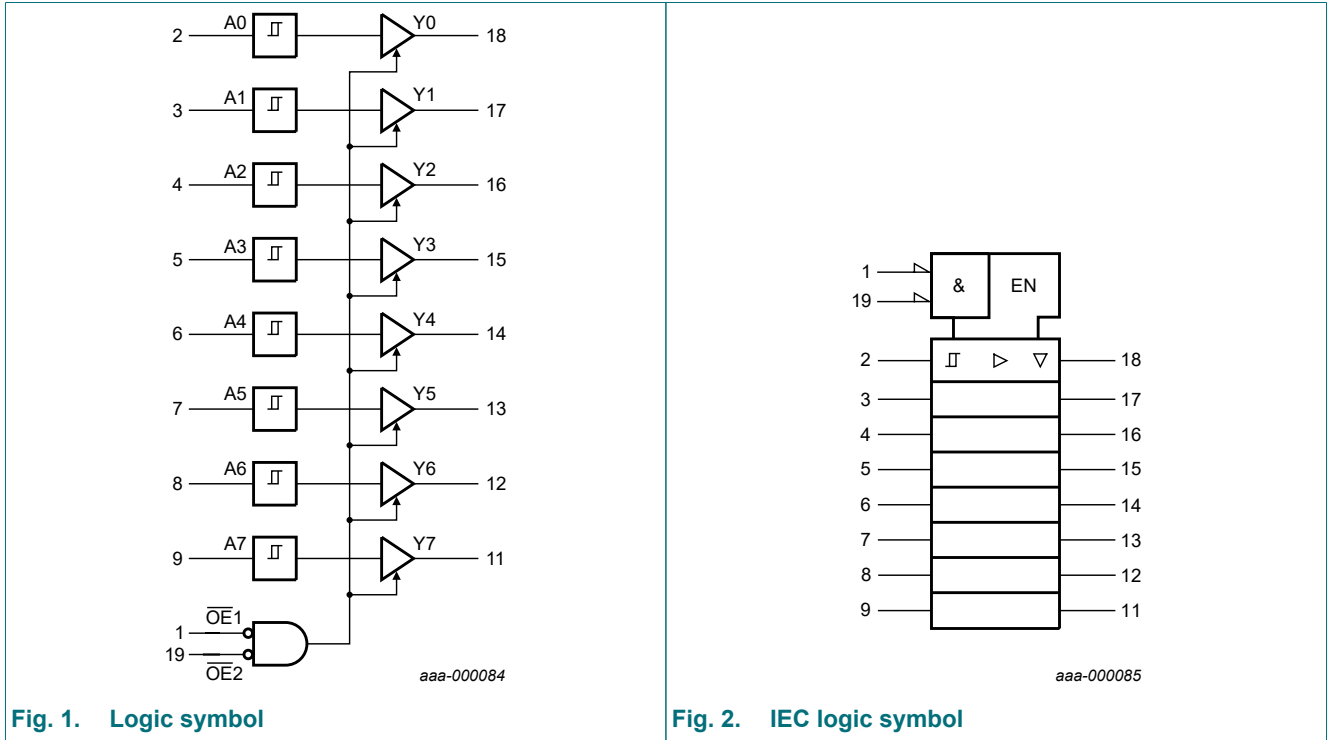 2 A0 Y0 18
3 A1 Y1 17
4 A2 Y2 16
5 A3 Y3 15
6 A4 Y4 14
7 A5 Y5 13
8 A6 Y6 12
9 A7 Y7 11
1 O̅E̅1
19 O̅E̅2
aaa-000084
Fig. 1. Logic symbol
1 & EN
19
2 18
3 17
4 16
5 15
6 14
7 13
8 12
9 11
aaa-000085
Fig. 2. IEC logic symbol